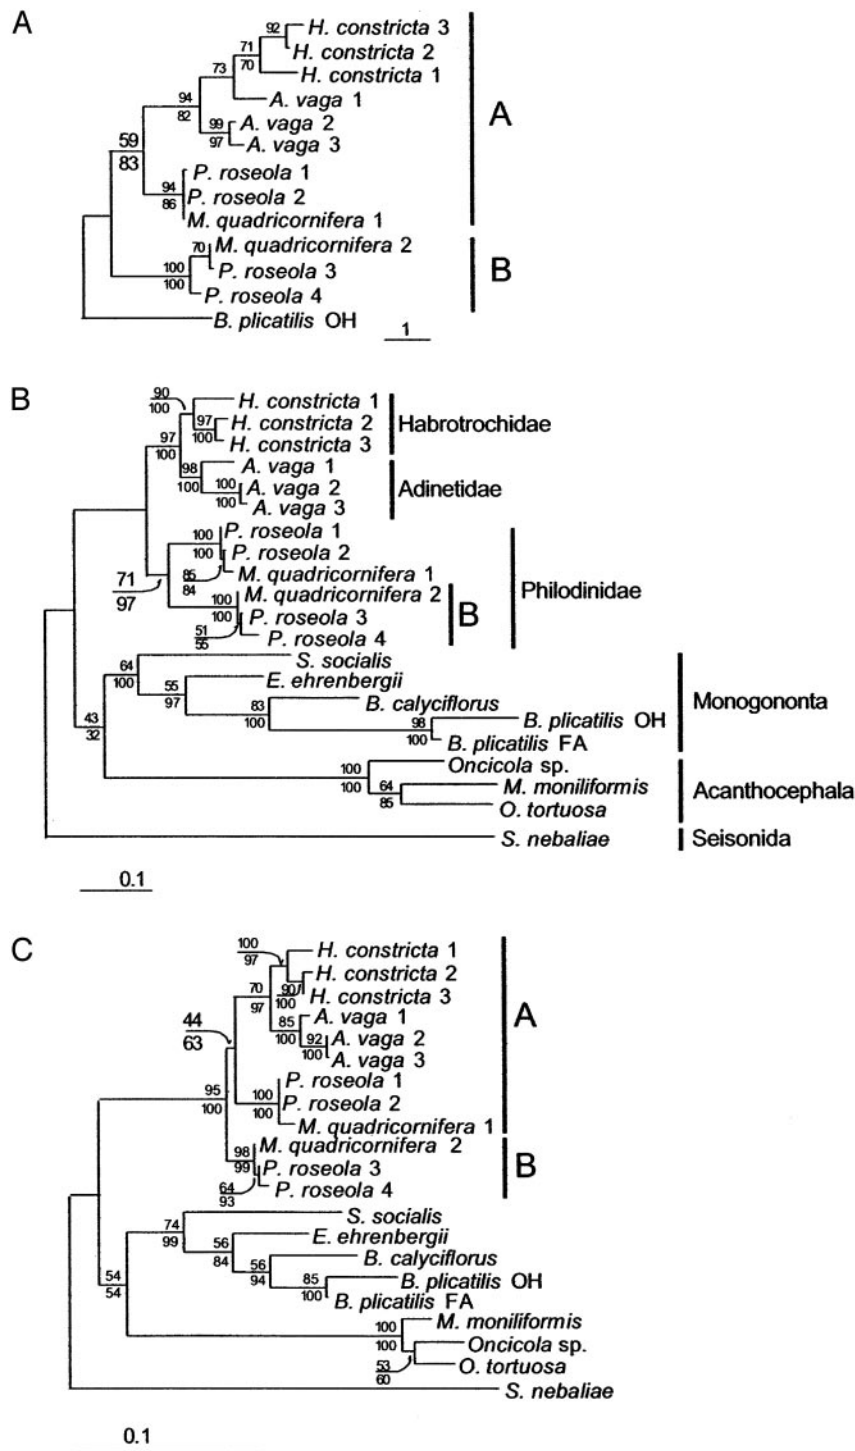 A
92 H. constricta 3
71 H. constricta 2
70 H. constricta 1
73
A. vaga 1
94
82
99 A. vaga 2
97 A. vaga 3
A
59
83
P. roseola 1
94
86 P. roseola 2
M. quadricornifera 1
70 M. quadricornifera 2
P. roseola 3
B
100
100
P. roseola 4
B. plicatilis OH
1
B
90
100
H. constricta 1
97 H. constricta 2
100 H. constricta 3
Habrotrochidae
97
100
98 A. vaga 1
100
100 A. vaga 2
100 A. vaga 3
Adinetidae
P. roseola 1
100
100 P. roseola 2
85
84
M. quadricornifera 1
71
97
Philodinidae
M. quadricornifera 2
100
100 P. roseola 3
B
51
55
P. roseola 4
64
100
S. socialis
E. ehrenbergii
55
97
83
100
B. calyciflorus
98 B. plicatilis OH
100 B. plicatilis FA
Monogononta
43
32
100 Oncicola sp.
100
64 M. moniliformis
85 O. tortuosa
Acanthocephala
S. nebaliae
Seisonida
0.1
C
100
97
H. constricta 1
H. constricta 2
90
100 H. constricta 3
70
97
A. vaga 1
85
100
92 A. vaga 2
100 A. vaga 3
A
44
63
P. roseola 1
100
100 P. roseola 2
M. quadricornifera 1
95
100
M. quadricornifera 2
98
99 P. roseola 3
B
64
93
P. roseola 4
74
99
S. socialis
E. ehrenbergii
56
84
56
94
B. calyciflorus
85 B. plicatilis OH
100 B. plicatilis FA
54
54
M. moniliformis
100
100 Oncicola sp.
53
60
O. tortuosa
S. nebaliae
0.1